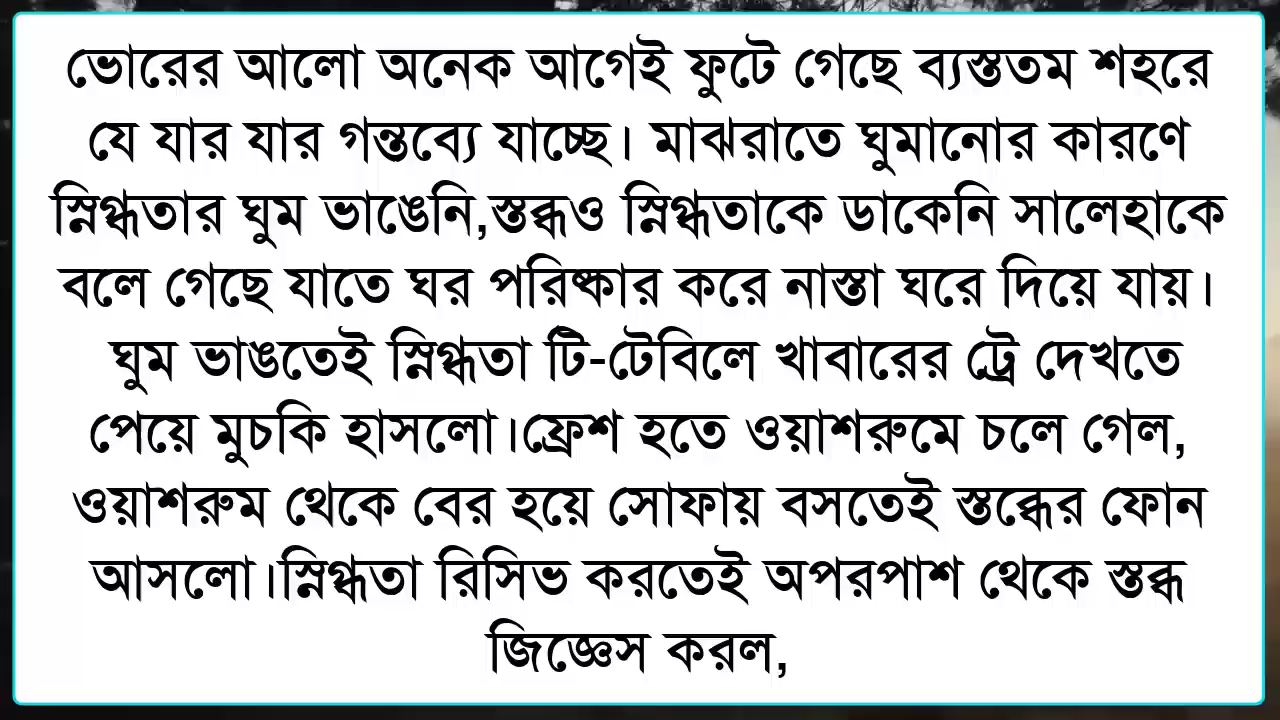 ভোরের আলো অনেক আগেই ফুটে গেছে ব্যস্ততম শহরে
যে যার যার গন্তব্যে যাচ্ছে। মাঝরাতে ঘুমানোর কারণে
স্নিগ্ধতার ঘুম ভাঙেনি,স্তব্ধও স্নিগ্ধতাকে ডাকেনি সালেহাকে
বলে গেছে যাতে ঘর পরিষ্কার করে নাস্তা ঘরে দিয়ে যায়।
ঘুম ভাঙতেই স্নিগ্ধতা টি-টেবিলে খাবারের ট্রে দেখতে
পেয়ে মুচকি হাসলো।ফ্রেশ হতে ওয়াশরুমে চলে গেল,
ওয়াশরুম থেকে বের হয়ে সোফায় বসতেই স্তব্ধের ফোন
আসলো।স্নিগ্ধতা রিসিভ করতেই অপরপাশ থেকে স্তব্ধ
জিজ্ঞেস করল,